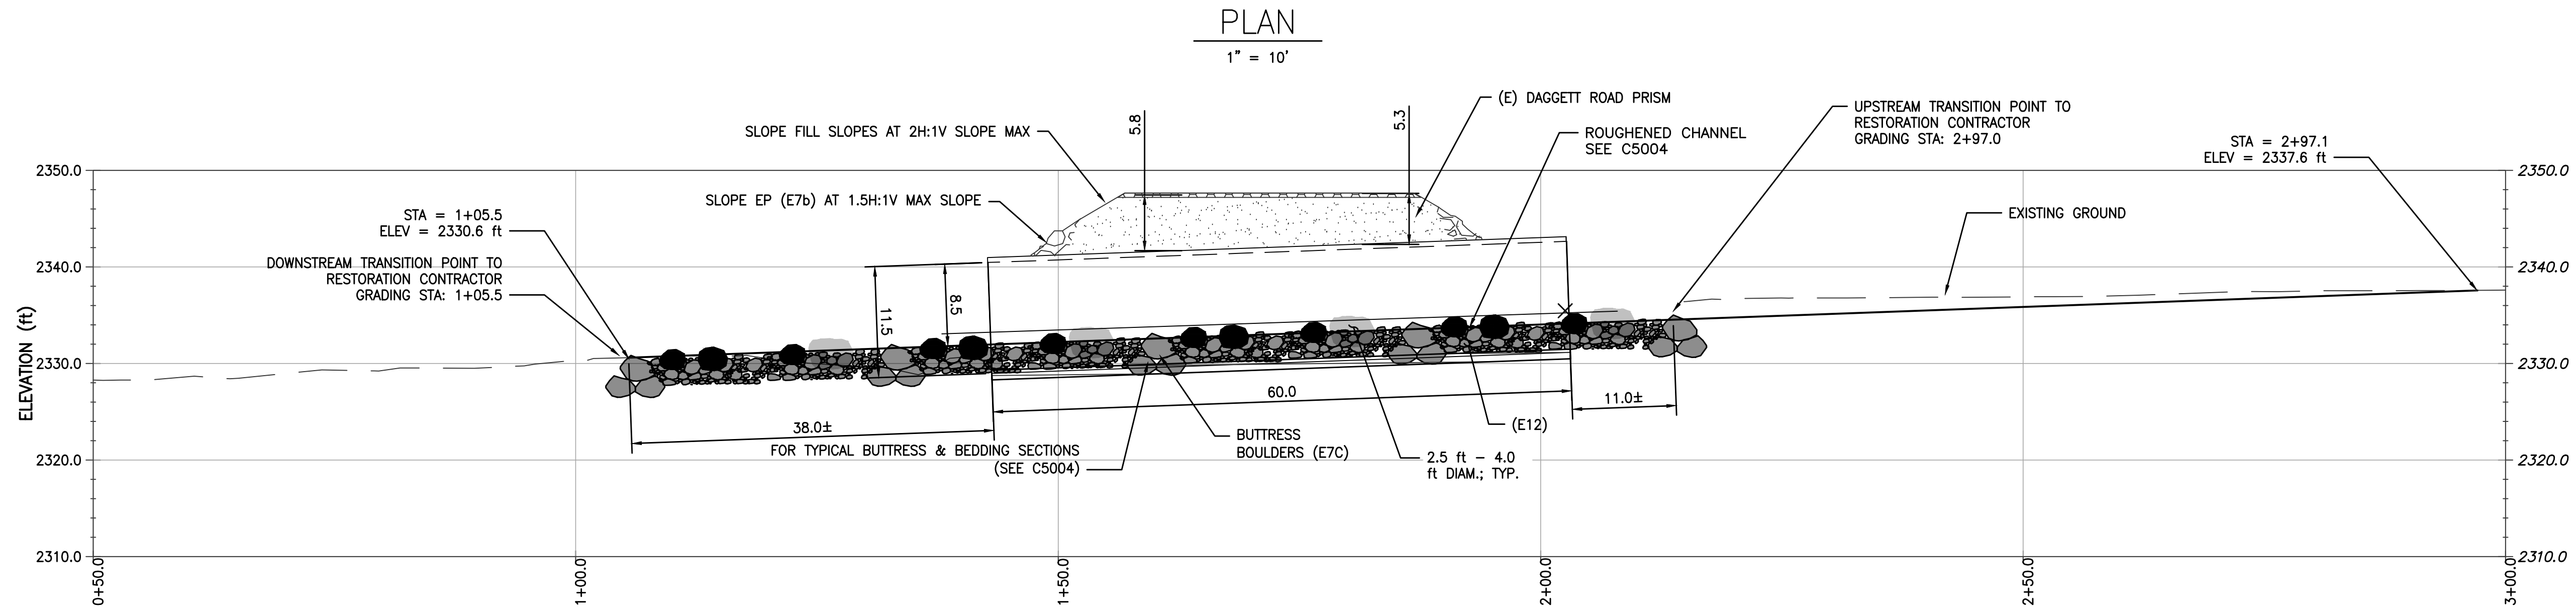 PLAN
1" = 10'
(E) DAGGETT ROAD PRISM
5.8
5.3
SLOPE FILL SLOPES AT 2H:1V SLOPE MAX
ROUGHENED CHANNEL
SEE C5004
UPSTREAM TRANSITION POINT TO
RESTORATION CONTRACTOR
GRADING STA: 2+97.0
STA = 2+97.1
ELEV = 2337.6 ft
2350.0
2350.0
SLOPE EP (E7b) AT 1.5H:1V MAX SLOPE
STA = 1+05.5
ELEV = 2330.6 ft
EXISTING GROUND
DOWNSTREAM TRANSITION POINT TO
RESTORATION CONTRACTOR
GRADING STA: 1+05.5
2340.0
2340.0
11.5
8.5
ELEVATION (ft)
2330.0
2330.0
60.0
11.0±
38.0±
(E12)
BUTTRESS
BOULDERS (E7C)
FOR TYPICAL BUTTRESS & BEDDING SECTIONS
(SEE C5004)
2.5 ft - 4.0
ft DIAM.; TYP.
2320.0
2320.0
2310.0
2310.0
0+50.0
1+00.0
1+50.0
2+00.0
2+50.0
3+00.0